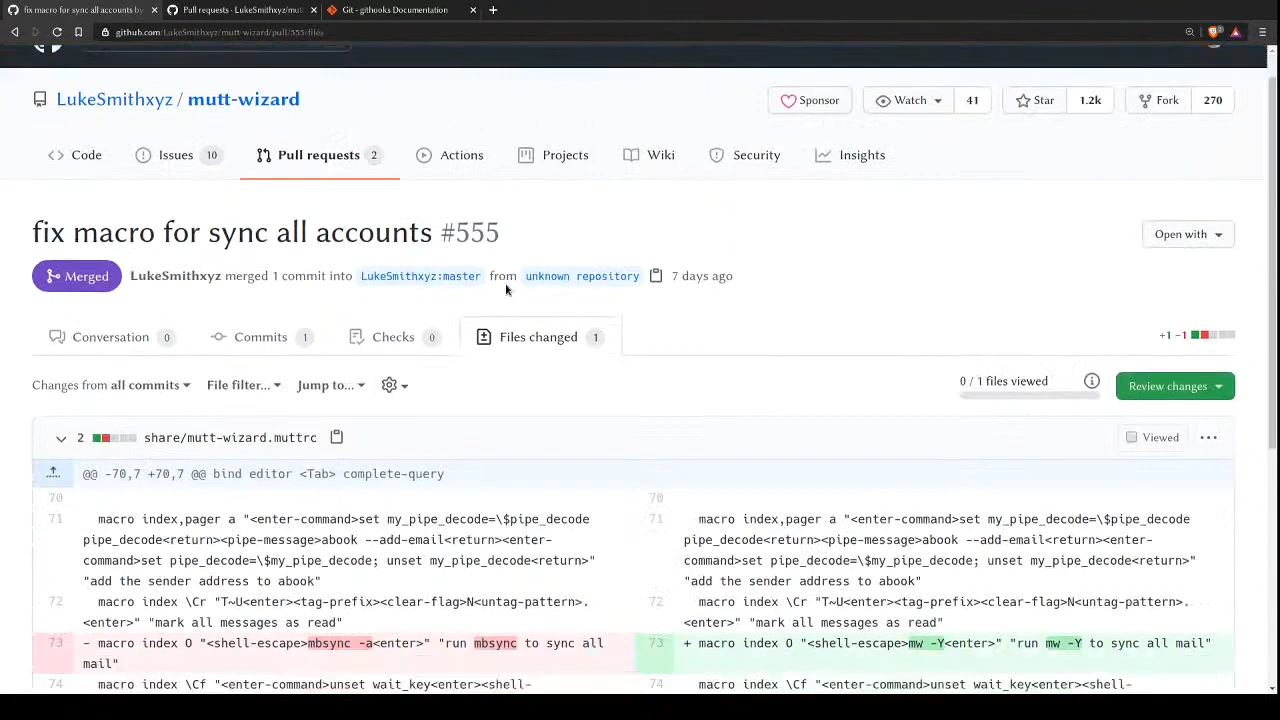 fix macro for sync all accounts by
Pull requests · LukeSmithxyz/mut
Git - githooks Documentation
github.com/LukeSmithxyz/mutt-wizard/pull/555/files
LukeSmithxyz / mutt-wizard
Sponsor
Watch 41
Star 1.2k
Fork 270
Code
Issues 10
Pull requests 2
Actions
Projects
Wiki
Security
Insights
fix macro for sync all accounts #555
Open with
Merged
LukeSmithxyz merged 1 commit into LukeSmithxyz:master from unknown repository 7 days ago
Conversation 0
Commits 1
Checks 0
Files changed 1
+1 −1
Changes from all commits
File filter...
Jump to...
0 / 1 files viewed
Review changes
2 share/mutt-wizard.muttrc
Viewed
@@ -70,7 +70,7 @@ bind editor <Tab> complete-query
70
71 macro index,pager a "<enter-command>set my_pipe_decode=\$pipe_decode
pipe_decode<return><pipe-message>abook --add-email<return><enter-
command>set pipe_decode=\$my_pipe_decode; unset my_pipe_decode<return>"
"add the sender address to abook"
72 macro index \Cr "T~U<enter><tag-prefix><clear-flag>N<untag-pattern>.
<enter>" "mark all messages as read"
73 - macro index O "<shell-escape>mbsync -a<enter>" "run mbsync to sync all
mail"
74 macro index \Cf "<enter-command>unset wait_key<enter><shell-
70
71 macro index,pager a "<enter-command>set my_pipe_decode=\$pipe_decode
pipe_decode<return><pipe-message>abook --add-email<return><enter-
command>set pipe_decode=\$my_pipe_decode; unset my_pipe_decode<return>"
"add the sender address to abook"
72 macro index \Cr "T~U<enter><tag-prefix><clear-flag>N<untag-pattern>.
<enter>" "mark all messages as read"
73 + macro index O "<shell-escape>mw -Y<enter>" "run mw -Y to sync all mail"
74 macro index \Cf "<enter-command>unset wait_key<enter><shell-